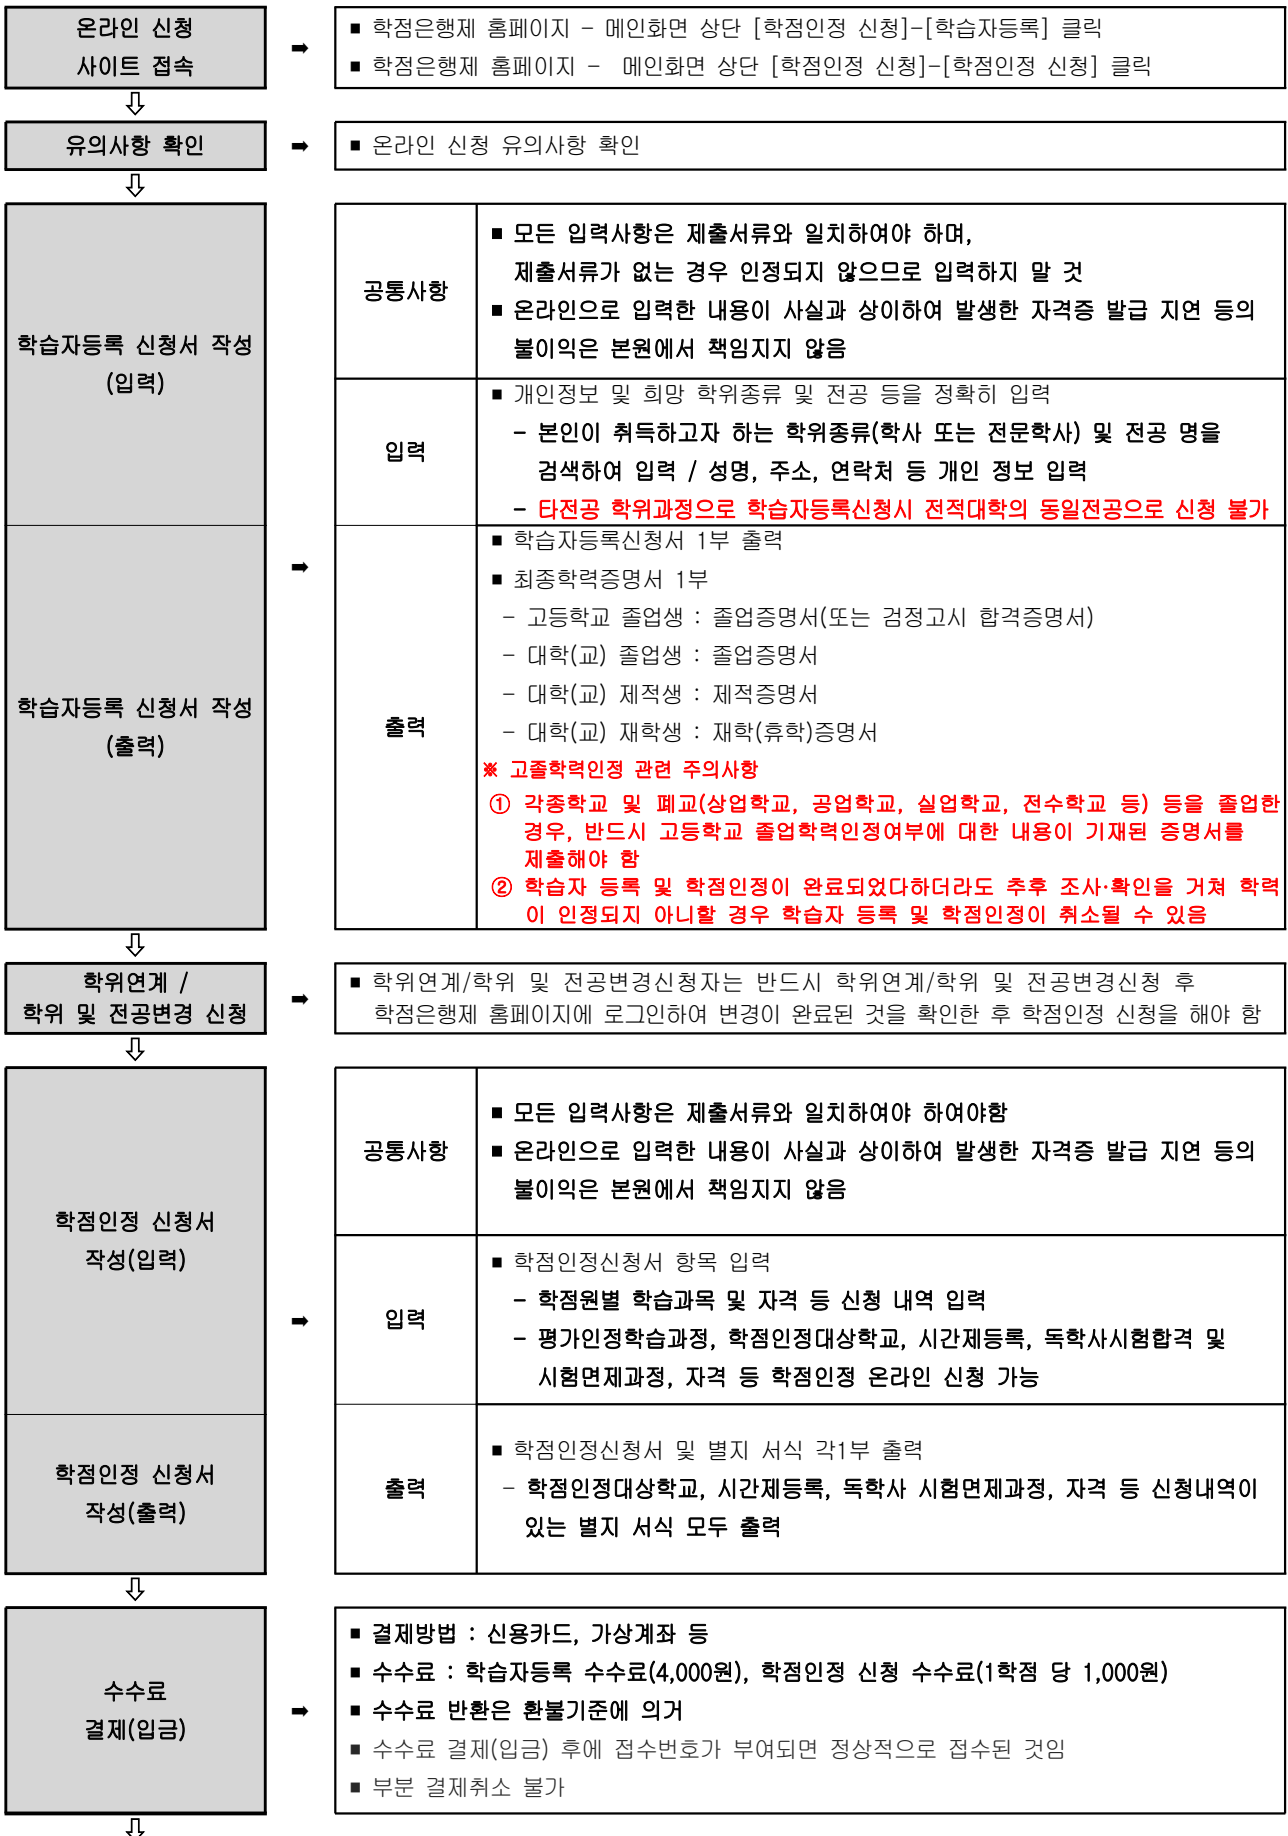 온라인 신청
사이트 접속
➡
■ 학점은행제 홈페이지 - 메인화면 상단 [학점인정 신청]-[학습자등록] 클릭
■ 학점은행제 홈페이지 - 메인화면 상단 [학점인정 신청]-[학점인정 신청] 클릭
⇩
유의사항 확인
➡
■ 온라인 신청 유의사항 확인
⇩
학습자등록 신청서 작성
(입력)
공통사항
■ 모든 입력사항은 제출서류와 일치하여야 하며,
제출서류가 없는 경우 인정되지 않으므로 입력하지 말 것
■ 온라인으로 입력한 내용이 사실과 상이하여 발생한 자격증 발급 지연 등의
불이익은 본원에서 책임지지 않음
입력
■ 개인정보 및 희망 학위종류 및 전공 등을 정확히 입력
- 본인이 취득하고자 하는 학위종류(학사 또는 전문학사) 및 전공 명을
검색하여 입력 / 성명, 주소, 연락처 등 개인 정보 입력
- 타전공 학위과정으로 학습자등록신청시 전적대학의 동일전공으로 신청 불가
➡
학습자등록 신청서 작성
(출력)
출력
■ 학습자등록신청서 1부 출력
■ 최종학력증명서 1부
- 고등학교 졸업생 : 졸업증명서(또는 검정고시 합격증명서)
- 대학(교) 졸업생 : 졸업증명서
- 대학(교) 제적생 : 제적증명서
- 대학(교) 재학생 : 재학(휴학)증명서
※ 고졸학력인정 관련 주의사항
① 각종학교 및 폐교(상업학교, 공업학교, 실업학교, 전수학교 등) 등을 졸업한
경우, 반드시 고등학교 졸업학력인정여부에 대한 내용이 기재된 증명서를
제출해야 함
② 학습자 등록 및 학점인정이 완료되었다하더라도 추후 조사·확인을 거쳐 학력
이 인정되지 아니할 경우 학습자 등록 및 학점인정이 취소될 수 있음
⇩
학위연계 /
학위 및 전공변경 신청
➡
■ 학위연계/학위 및 전공변경신청자는 반드시 학위연계/학위 및 전공변경신청 후
학점은행제 홈페이지에 로그인하여 변경이 완료된 것을 확인한 후 학점인정 신청을 해야 함
⇩
학점인정 신청서
작성(입력)
공통사항
■ 모든 입력사항은 제출서류와 일치하여야 하여야함
■ 온라인으로 입력한 내용이 사실과 상이하여 발생한 자격증 발급 지연 등의
불이익은 본원에서 책임지지 않음
➡
입력
■ 학점인정신청서 항목 입력
- 학점원별 학습과목 및 자격 등 신청 내역 입력
- 평가인정학습과정, 학점인정대상학교, 시간제등록, 독학사시험합격 및
시험면제과정, 자격 등 학점인정 온라인 신청 가능
학점인정 신청서
작성(출력)
출력
■ 학점인정신청서 및 별지 서식 각1부 출력
- 학점인정대상학교, 시간제등록, 독학사 시험면제과정, 자격 등 신청내역이
있는 별지 서식 모두 출력
⇩
수수료
결제(입금)
➡
■ 결제방법 : 신용카드, 가상계좌 등
■ 수수료 : 학습자등록 수수료(4,000원), 학점인정 신청 수수료(1학점 당 1,000원)
■ 수수료 반환은 환불기준에 의거
■ 수수료 결제(입금) 후에 접수번호가 부여되면 정상적으로 접수된 것임
■ 부분 결제취소 불가
⇩